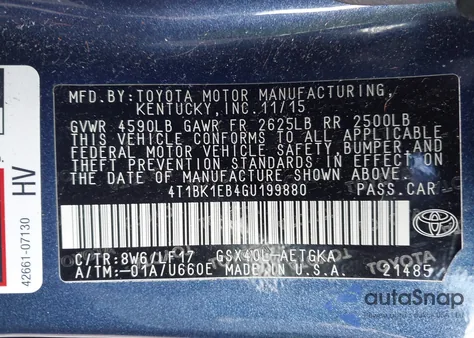 MFD.BY:TOYOTA MOTOR MANUFACTURING,
KENTUCKY, INC. 11/15
GVWR 4590LB GAWR FR 2625LB RR 2500LB
THIS VEHICLE CONFORMS TO ALL APPLICABLE
FEDERAL MOTOR VEHICLE SAFETY, BUMPER, AND
THEFT PREVENTION STANDARDS IN EFFECT ON THE
DATE OF MANUFACTURE SHOWN ABOVE.
4T1BK1EB4GU199880 PASS.CAR
C/TR:8W6/LF17 GSX40L-AETGKA
A/TM:-01A/U660E MADE IN U.S.A. 21485
TOYOTA
HV
42661-07130
autoSnap